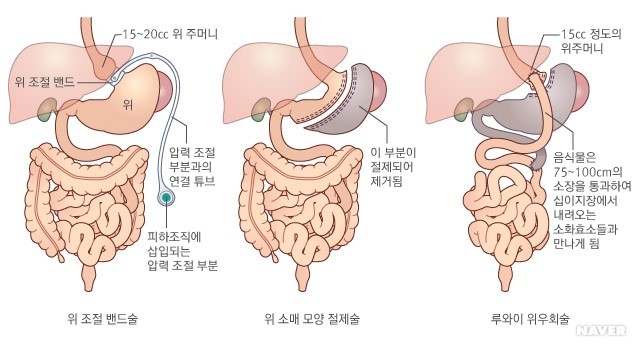 15~20cc 위 주머니
위 조절 밴드
위
압력 조절
부분과의
연결 튜브
피하조직에
삽입되는
압력 조절 부분
위 조절 밴드술
이 부분이
절제되어
제거됨
위 소매 모양 절제술
15cc 정도의
위주머니
음식물은
75~100cm의
소장을 통과하여
십이지장에서
내려오는
소화효소들과
만나게 됨
루와이 위우회술
NAVER